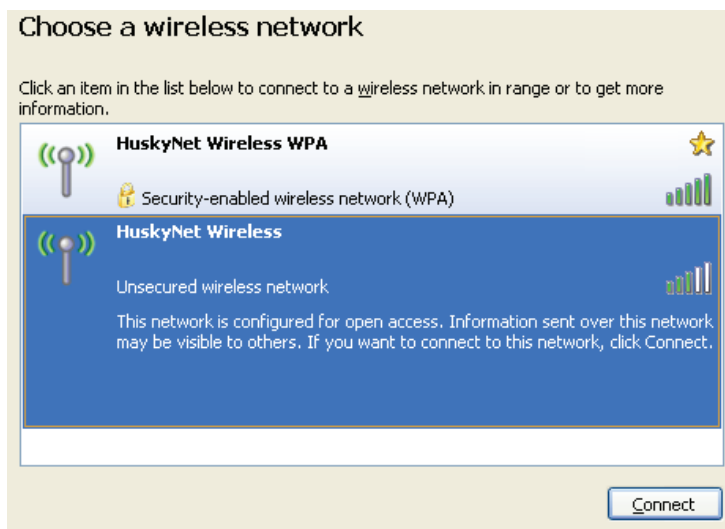 Choose a wireless network
Click an item in the list below to connect to a wireless network in range or to get more
information.
HuskyNet Wireless WPA
Security-enabled wireless network (WPA)
HuskyNet Wireless
Unsecured wireless network
This network is configured for open access. Information sent over this network
may be visible to others. If you want to connect to this network, click Connect.
Connect